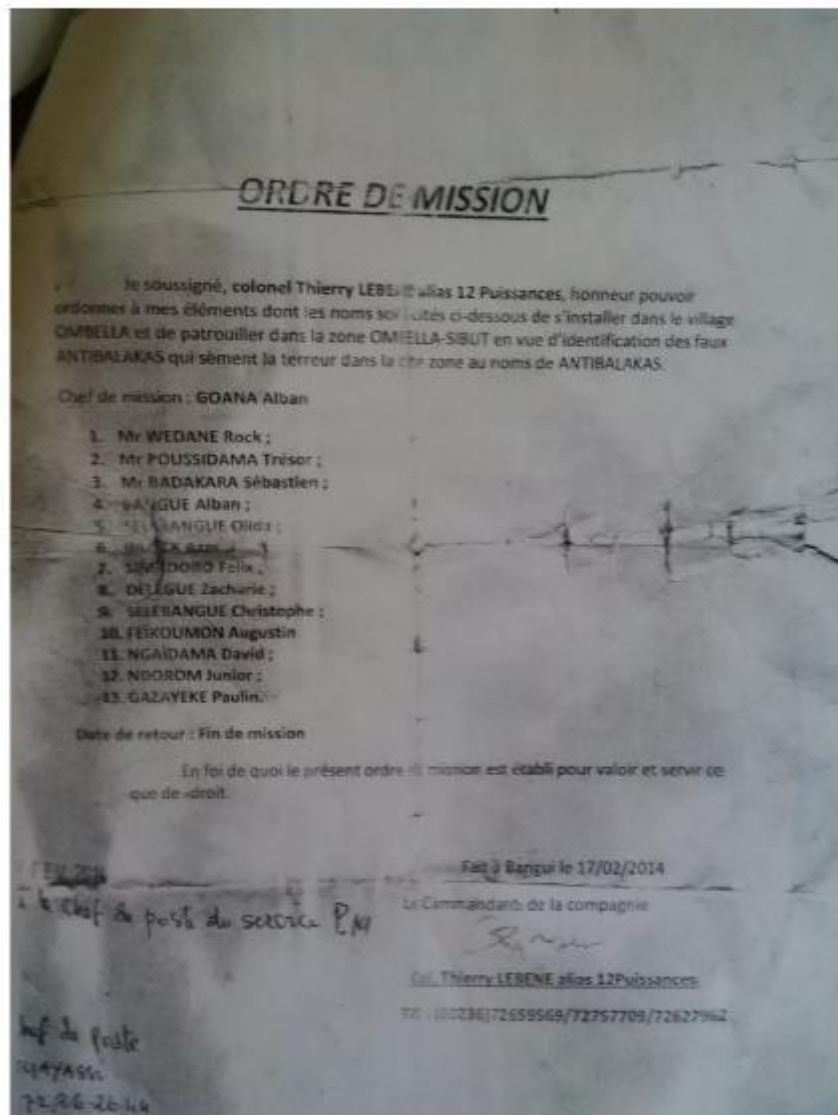 ORDRE DE MISSION
Je soussigné, colonel Thierry LEBENE alias 12 Puissances, honneur pouvoir
ordonner à mes éléments dont les noms sont cités ci-dessous de s'installer dans le village
OMBELLA et de patrouiller dans la zone OMBELLA-SIBUT en vue d'identification des faux
ANTIBALAKAS qui sèment la terreur dans la zone au noms de ANTIBALAKAS.
Chef de mission : GOANA Alban
1. Mr WEDANE Rock ;
2. Mr POUSSIDAMA Trésor ;
3. Mr BADAKARA Sébastien ;
4. Alban ;
5.
6.
7. Felix ;
8. DELEGUE Zacharie ;
9. SELEBANGUE Christophe ;
10. FEIKOUMON Augustin
11. NGAIDAMA David ;
12. NDOROM Junior ;
13. GAZAYEKE Paulin.
Date de retour : Fin de mission
En foi de quoi le présent ordre de mission est établi pour valoir et servir ce
que de droit.
Fait à Bangui le 17/02/2014
le Chef de poste du service
Le Commandant de la compagnie
Col. Thierry LEBENE alias 12Puissances
72659569/72757709/72627962
Chef de poste